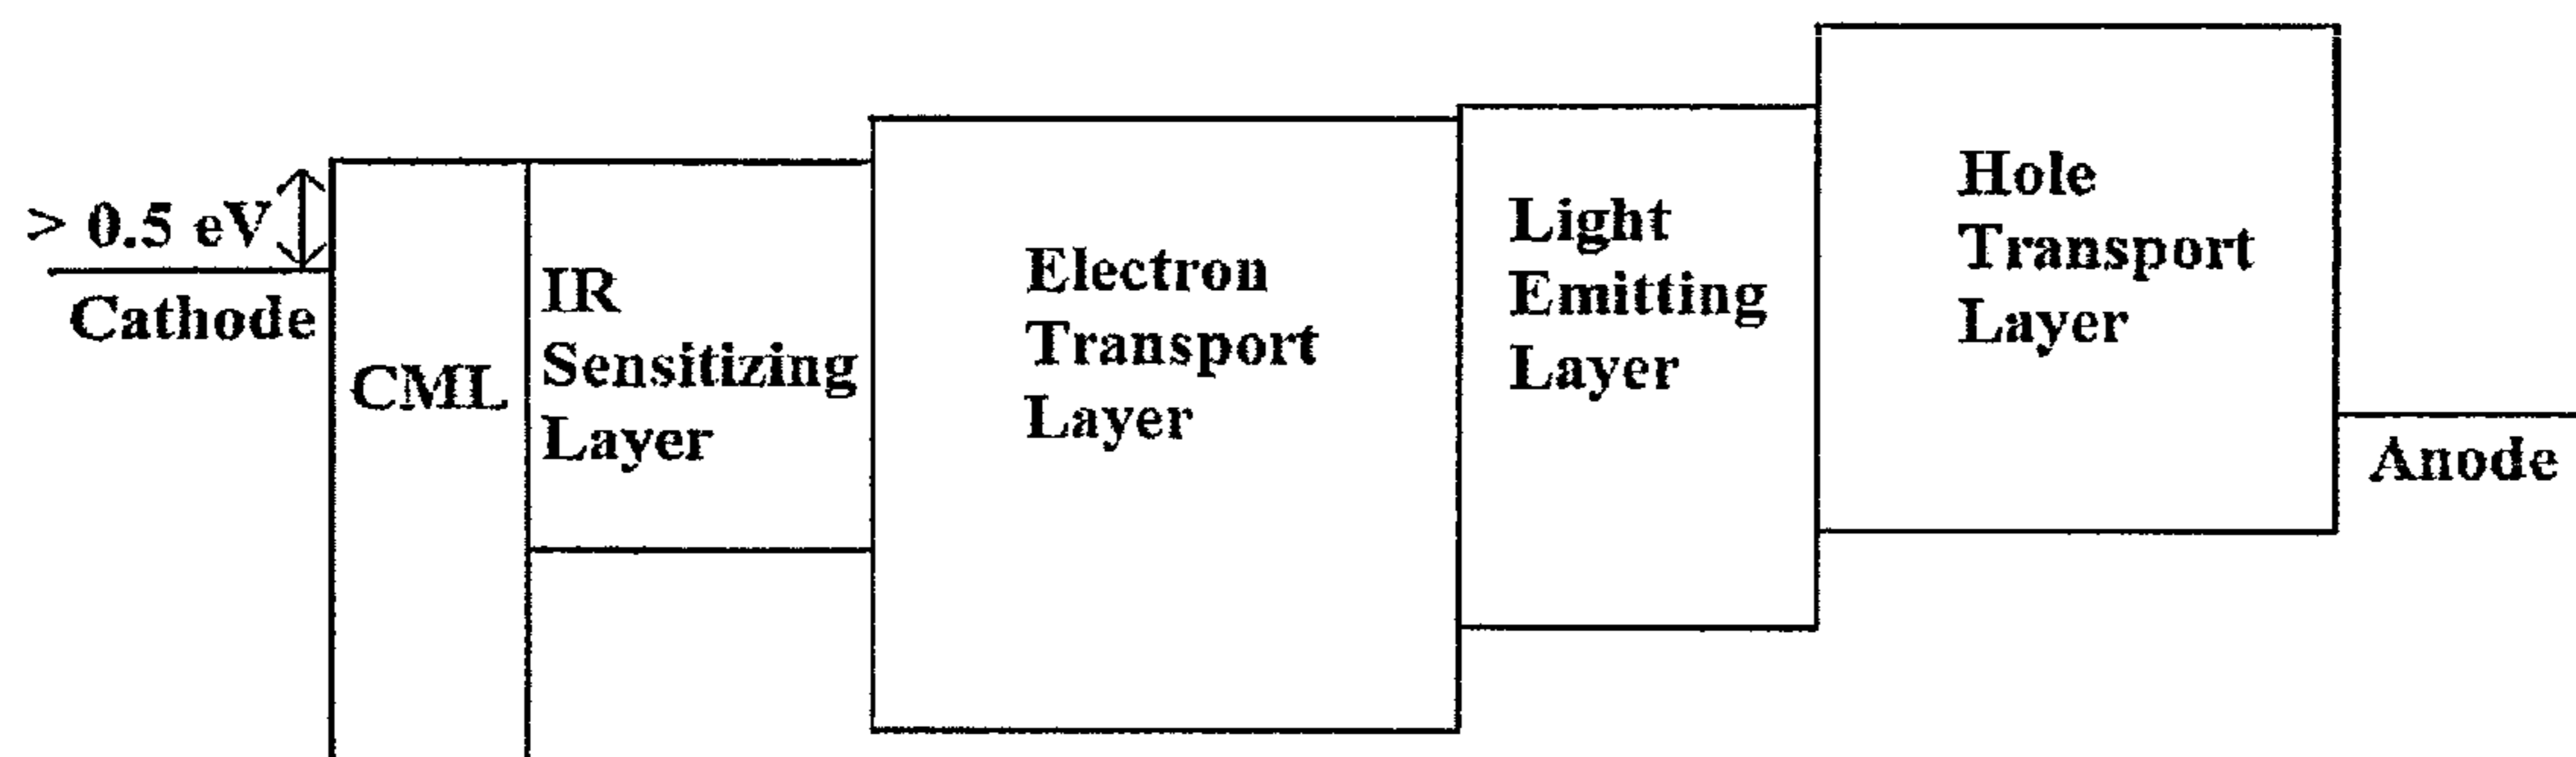 > 0.5 eV
Cathode
CML
IR
Sensitizing
Layer
Electron
Transport
Layer
Light
Emitting
Layer
Hole
Transport
Layer
Anode